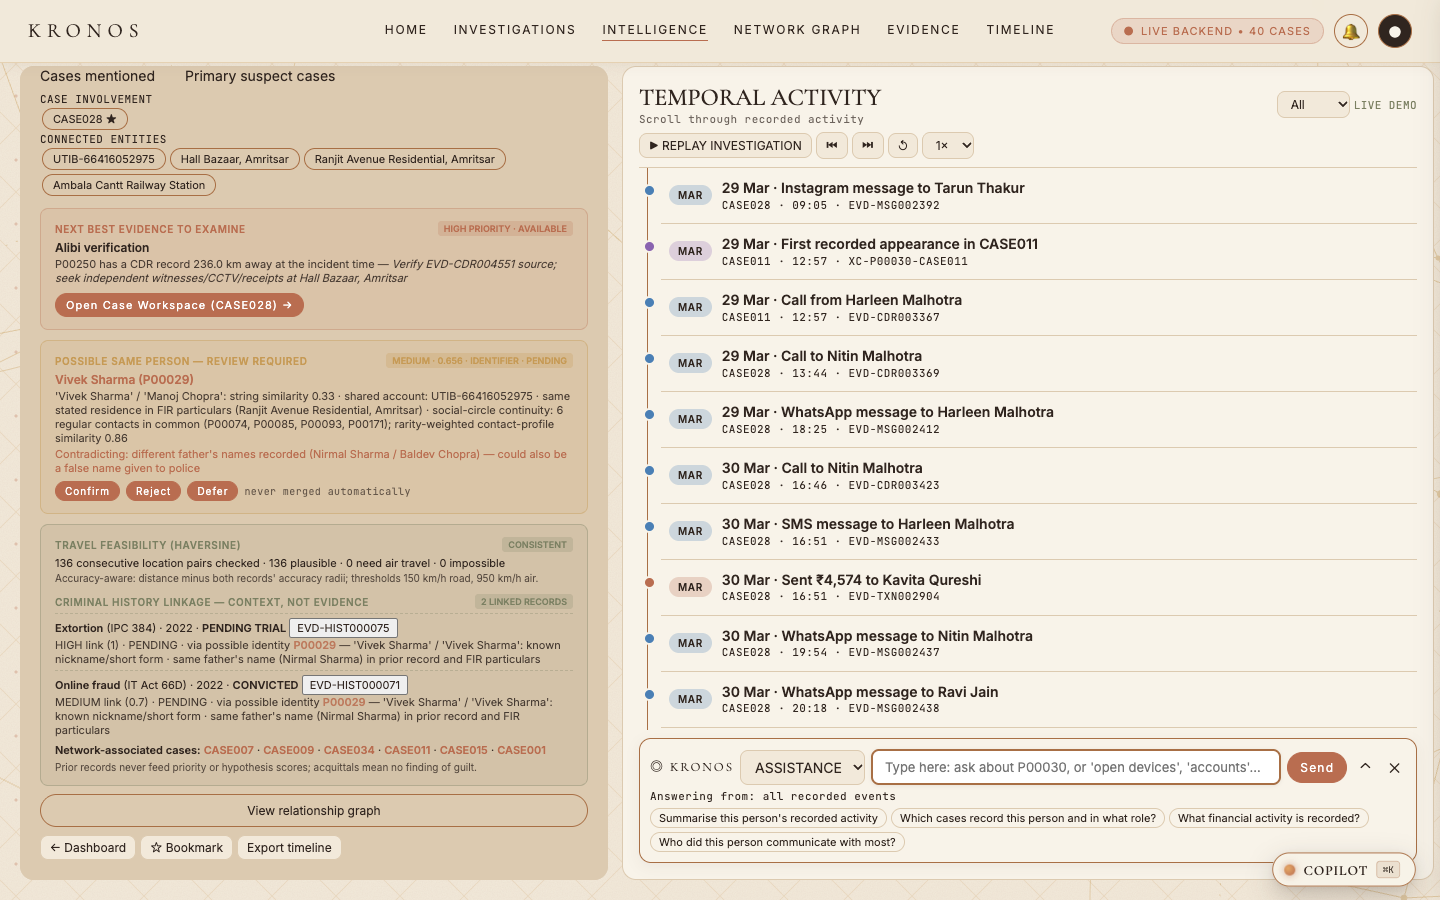 KRONOS
HOME INVESTIGATIONS INTELLIGENCE NETWORK GRAPH EVIDENCE TIMELINE
LIVE BACKEND • 40 CASES
Cases mentioned Primary suspect cases
CASE INVOLVEMENT
CASE028 ★
CONNECTED ENTITIES
UTIB-66416052975 Hall Bazaar, Amritsar Ranjit Avenue Residential, Amritsar
Ambala Cantt Railway Station
NEXT BEST EVIDENCE TO EXAMINE HIGH PRIORITY · AVAILABLE
Alibi verification
P00250 has a CDR record 236.0 km away at the incident time — Verify EVD-CDR004551 source;
seek independent witnesses/CCTV/receipts at Hall Bazaar, Amritsar
Open Case Workspace (CASE028) →
POSSIBLE SAME PERSON — REVIEW REQUIRED MEDIUM · 0.656 · IDENTIFIER · PENDING
Vivek Sharma (P00029)
'Vivek Sharma' / 'Manoj Chopra': string similarity 0.33 · shared account: UTIB-66416052975 · same
stated residence in FIR particulars (Ranjit Avenue Residential, Amritsar) · social-circle continuity: 6
regular contacts in common (P00074, P00085, P00093, P00171); rarity-weighted contact-profile
similarity 0.86
Contradicting: different father's names recorded (Nirmal Sharma / Baldev Chopra) — could also be
a false name given to police
Confirm Reject Defer never merged automatically
TRAVEL FEASIBILITY (HAVERSINE) CONSISTENT
136 consecutive location pairs checked · 136 plausible · 0 need air travel · 0 impossible
Accuracy-aware: distance minus both records' accuracy radii; thresholds 150 km/h road, 950 km/h air.
CRIMINAL HISTORY LINKAGE — CONTEXT, NOT EVIDENCE 2 LINKED RECORDS
Extortion (IPC 384) · 2022 · PENDING TRIAL EVD-HIST000075
HIGH link (1) · PENDING · via possible identity P00029 — 'Vivek Sharma' / 'Vivek Sharma': known
nickname/short form · same father's name (Nirmal Sharma) in prior record and FIR particulars
Online fraud (IT Act 66D) · 2022 · CONVICTED EVD-HIST000071
MEDIUM link (0.7) · PENDING · via possible identity P00029 — 'Vivek Sharma' / 'Vivek Sharma':
known nickname/short form · same father's name (Nirmal Sharma) in prior record and FIR
particulars
Network-associated cases: CASE007 · CASE009 · CASE034 · CASE011 · CASE015 · CASE001
Prior records never feed priority or hypothesis scores; acquittals mean no finding of guilt.
View relationship graph
← Dashboard ☆ Bookmark Export timeline
TEMPORAL ACTIVITY
Scroll through recorded activity
All LIVE DEMO
▶ REPLAY INVESTIGATION ⏮ ⏭ ↺ 1×
MAR 29 Mar · Instagram message to Tarun Thakur
CASE028 · 09:05 · EVD-MSG002392
MAR 29 Mar · First recorded appearance in CASE011
CASE011 · 12:57 · XC-P00030-CASE011
MAR 29 Mar · Call from Harleen Malhotra
CASE011 · 12:57 · EVD-CDR003367
MAR 29 Mar · Call to Nitin Malhotra
CASE028 · 13:44 · EVD-CDR003369
MAR 29 Mar · WhatsApp message to Harleen Malhotra
CASE028 · 18:25 · EVD-MSG002412
MAR 30 Mar · Call to Nitin Malhotra
CASE028 · 16:46 · EVD-CDR003423
MAR 30 Mar · SMS message to Harleen Malhotra
CASE028 · 16:51 · EVD-MSG002433
MAR 30 Mar · Sent ₹4,574 to Kavita Qureshi
CASE028 · 16:51 · EVD-TXN002904
MAR 30 Mar · WhatsApp message to Nitin Malhotra
CASE028 · 19:54 · EVD-MSG002437
MAR 30 Mar · WhatsApp message to Ravi Jain
CASE028 · 20:18 · EVD-MSG002438
KRONOS ASSISTANCE Type here: ask about P00030, or 'open devices', 'accounts'... Send
Answering from: all recorded events
Summarise this person's recorded activity Which cases record this person and in what role? What financial activity is recorded?
Who did this person communicate with most?
COPILOT ⌘K